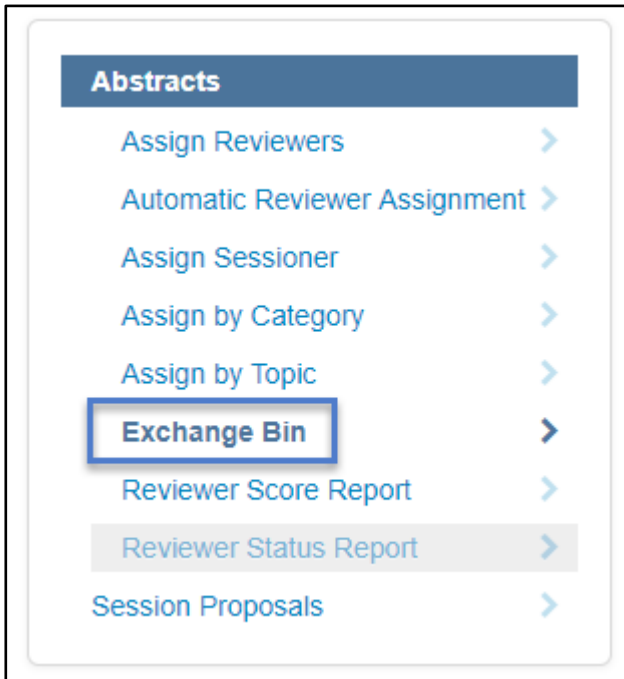 Abstracts
Assign Reviewers
Automatic Reviewer Assignment
Assign Sessioner
Assign by Category
Assign by Topic
Exchange Bin
Reviewer Score Report
Reviewer Status Report
Session Proposals